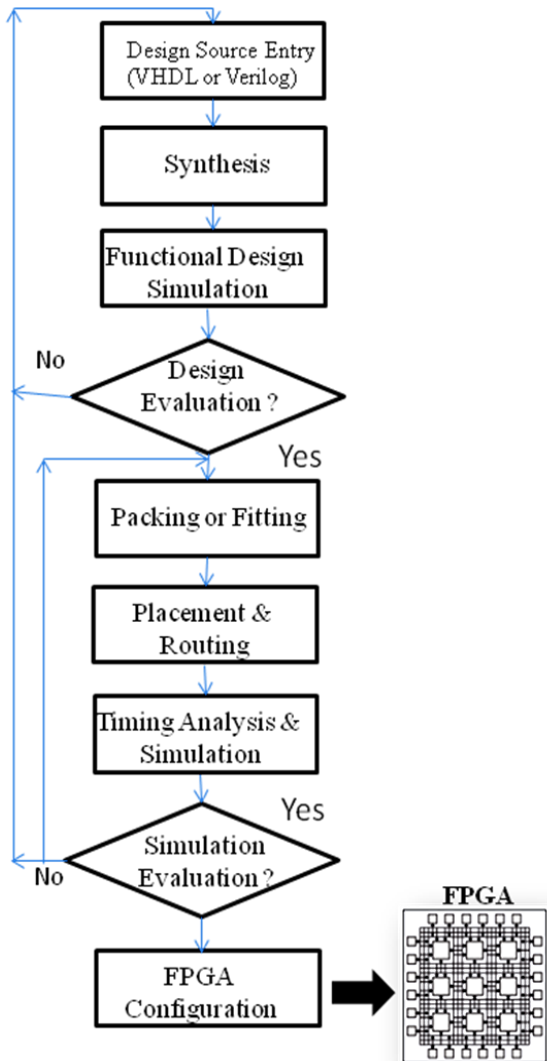 Design Source Entry
(VHDL or Verilog)
Synthesis
Functional Design
Simulation
No
Design
Evaluation ?
Yes
Packing or Fitting
Placement &
Routing
Timing Analysis &
Simulation
Yes
Simulation
Evaluation ?
No
FPGA
FPGA
Configuration